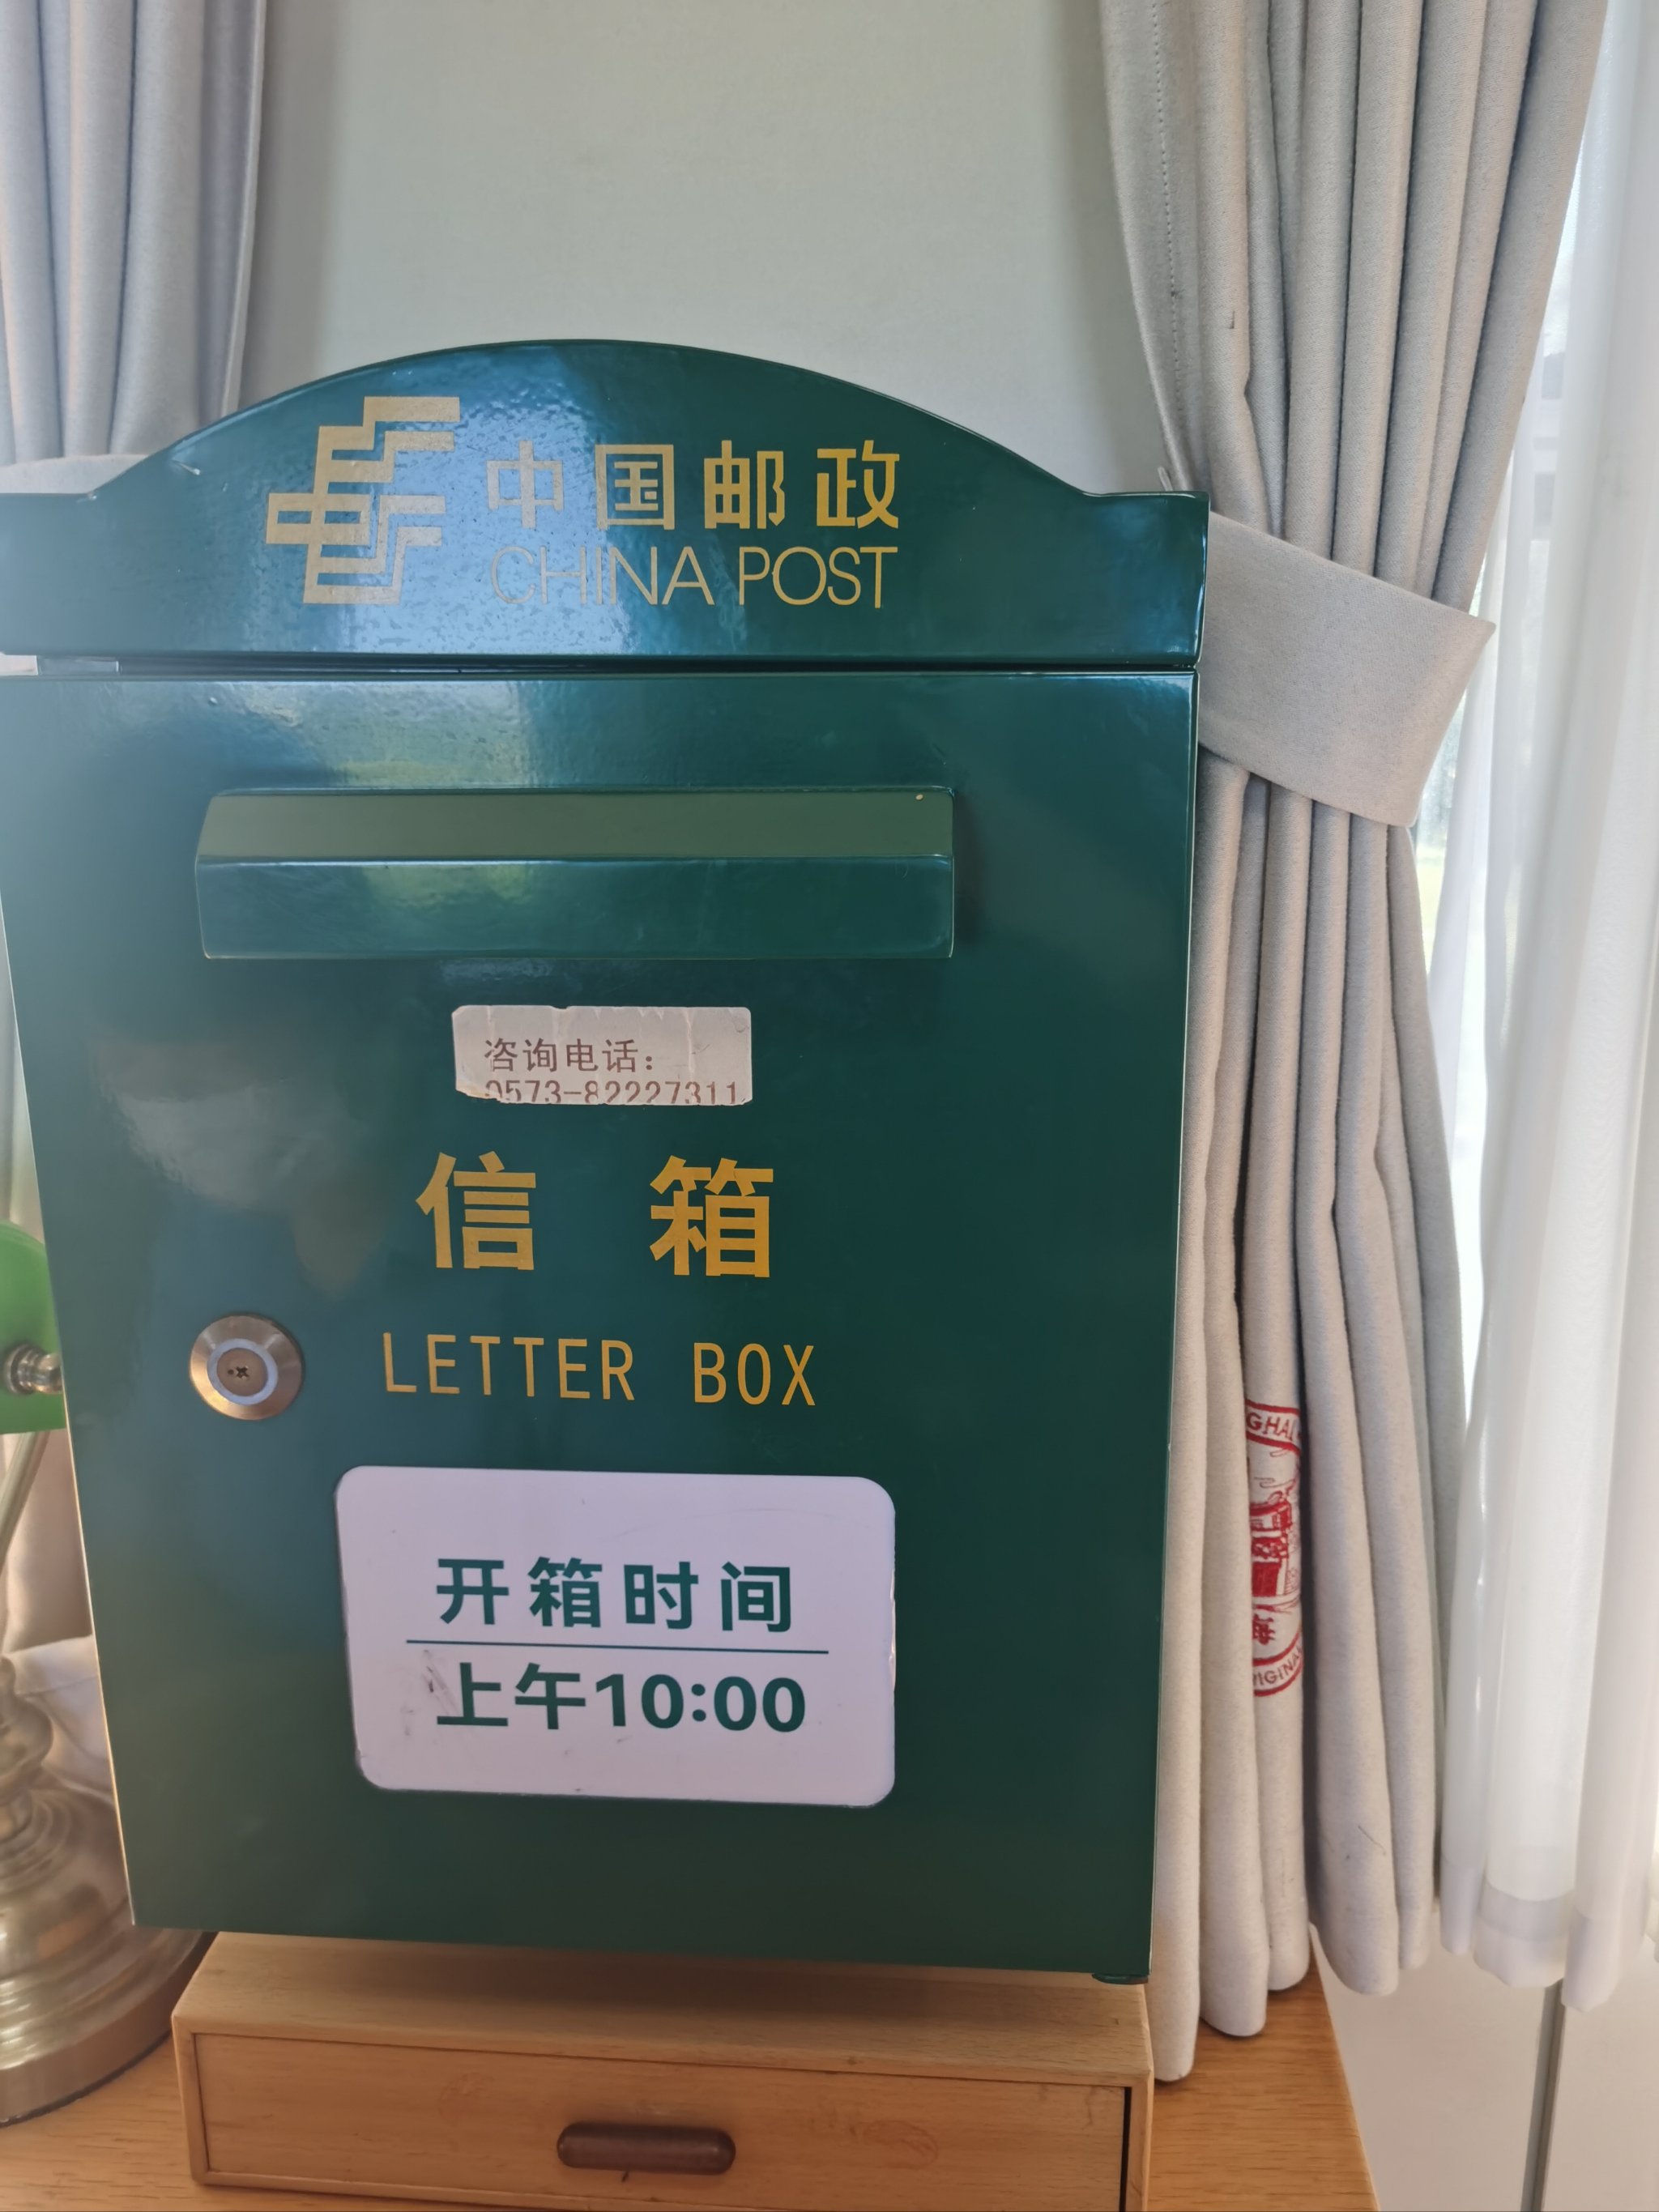 中国邮政
CHINA POST
咨询电话：
0573-82227311
信箱
LETTER BOX
开箱时间
上午10:00